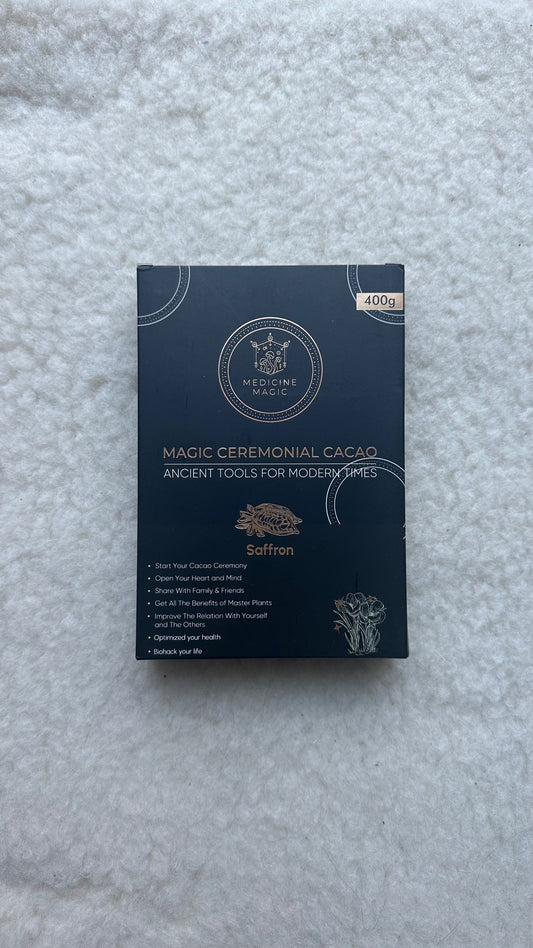 400g
MEDICINE
MAGIC
MAGIC CEREMONIAL CACAO
ANCIENT TOOLS FOR MODERN TIMES
Saffron
• Start Your Cacao Ceremony
• Open Your Heart and Mind
• Share With Family & Friends
• Get All The Benefits of Master Plants
• Improve The Relation With Yourself
and The Others
• Optimized your health
• Biohack your life